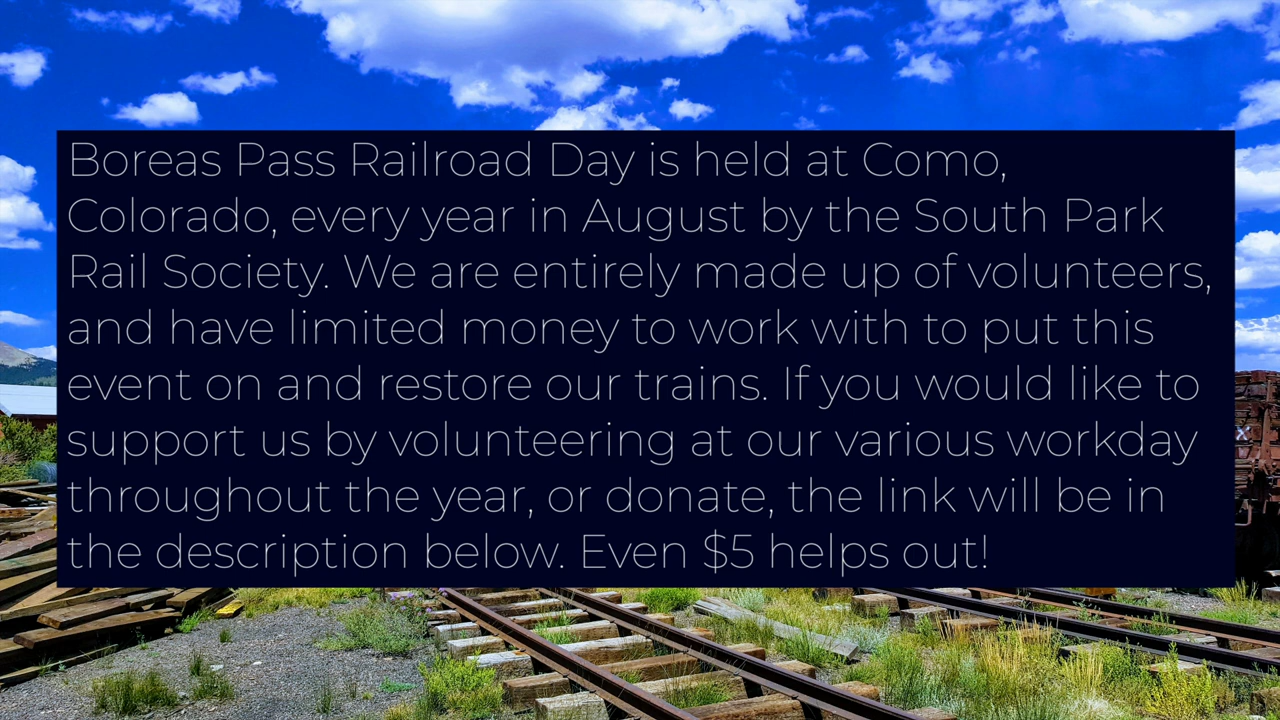 Boreas Pass Railroad Day is held at Como,
Colorado, every year in August by the South Park
Rail Society. We are entirely made up of volunteers,
and have limited money to work with to put this
event on and restore our trains. If you would like to
support us by volunteering at our various workday
throughout the year, or donate, the link will be in
the description below. Even $5 helps out!